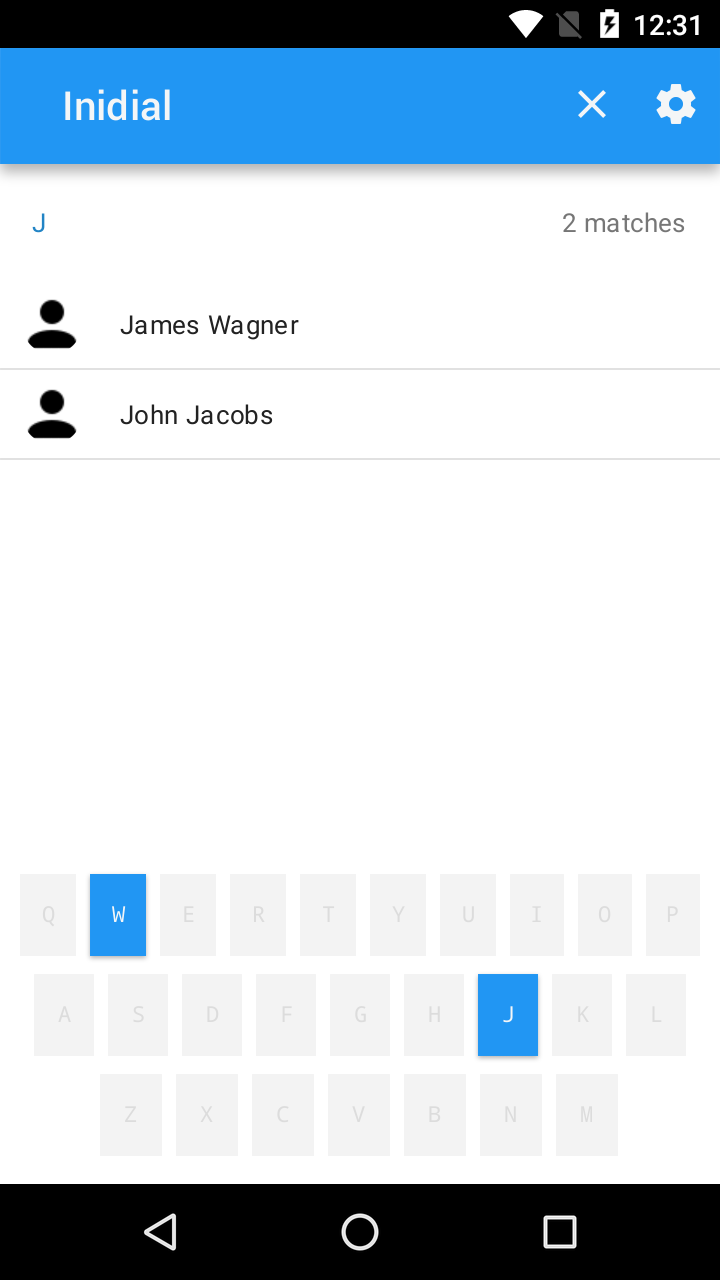 12:31
Inidial
J 2 matches
James Wagner
John Jacobs
Q W E R T Y U I O P
A S D F G H J K L
Z X C V B N M